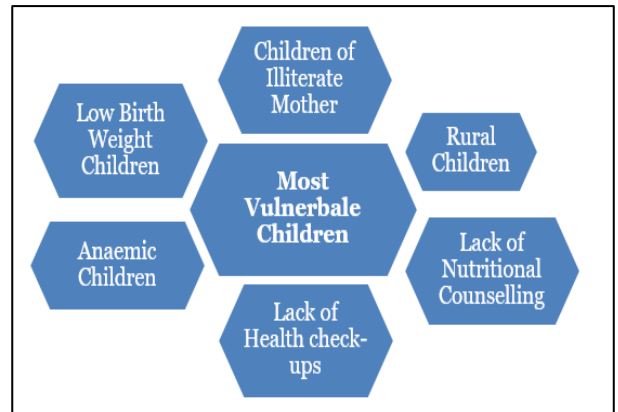 Children of
Illiterate
Mother
Low Birth
Weight
Children
Rural
Children
Most
Vulnerbale
Children
Anaemic
Children
Lack of
Nutritional
Counselling
Lack of
Health check-
ups